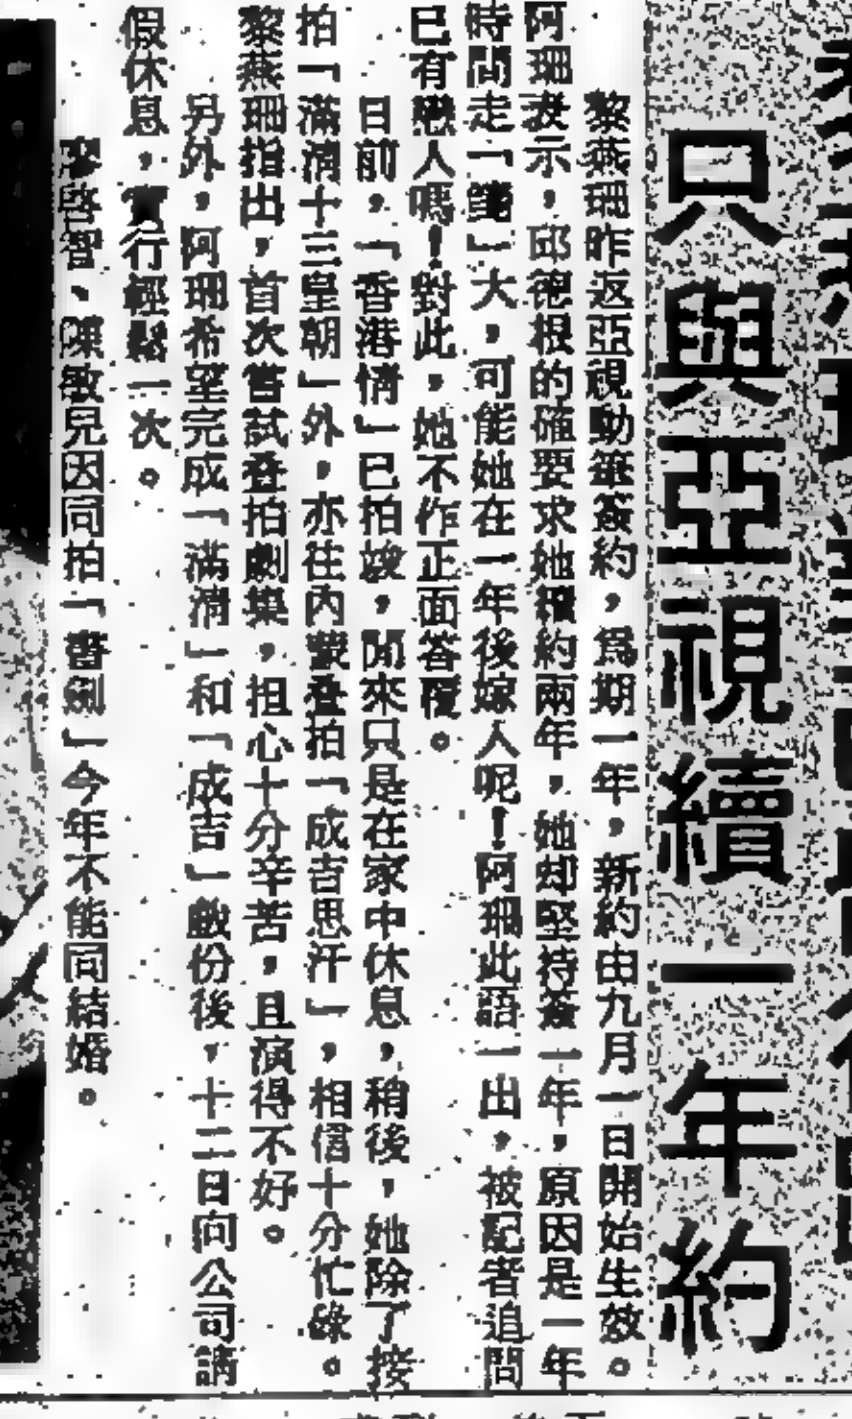 只與亞視續一年約
黎燕珊昨返亞視動筆簽約，爲期一年，新約由九月一日開始生效。
阿珊表示，邱德根的確要求她續約兩年，她却堅持簽一年，原因是一年
時間走「鷄」大，可能她在一年後嫁人呢！阿珊此語一出，被記者追問
已有戀人嗎！對此，她不作正面答覆。
日前，「香港情」已拍竣，閒來只是在家中休息，稍後，她除了接
拍「滿淸十三皇朝」外，亦往內蒙叠拍「成吉思汗」，相信十分忙碌。
黎燕珊指出，首次嘗試叠拍劇集，担心十分辛苦，且演得不好。
另外，阿珊希望完成「滿淸」和「成吉」戲份後，十二日向公司請
假休息，實行輕鬆一次。
啓智、陳敏兒因同拍「書劍」今年不能同結婚。